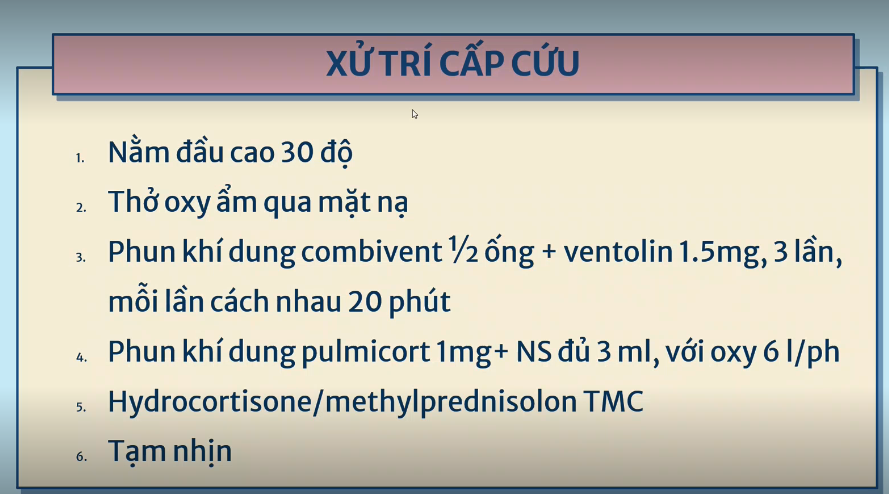 XỬ TRÍ CẤP CỨU
1. Nằm đầu cao 30 độ
2. Thở oxy ẩm qua mặt nạ
3. Phun khí dung combivent ½ ống + ventolin 1.5mg, 3 lần,
mỗi lần cách nhau 20 phút
4. Phun khí dung pulmicort 1mg+ NS đủ 3 ml, với oxy 6 l/ph
5. Hydrocortisone/methylprednisolon TMC
6. Tạm nhịn